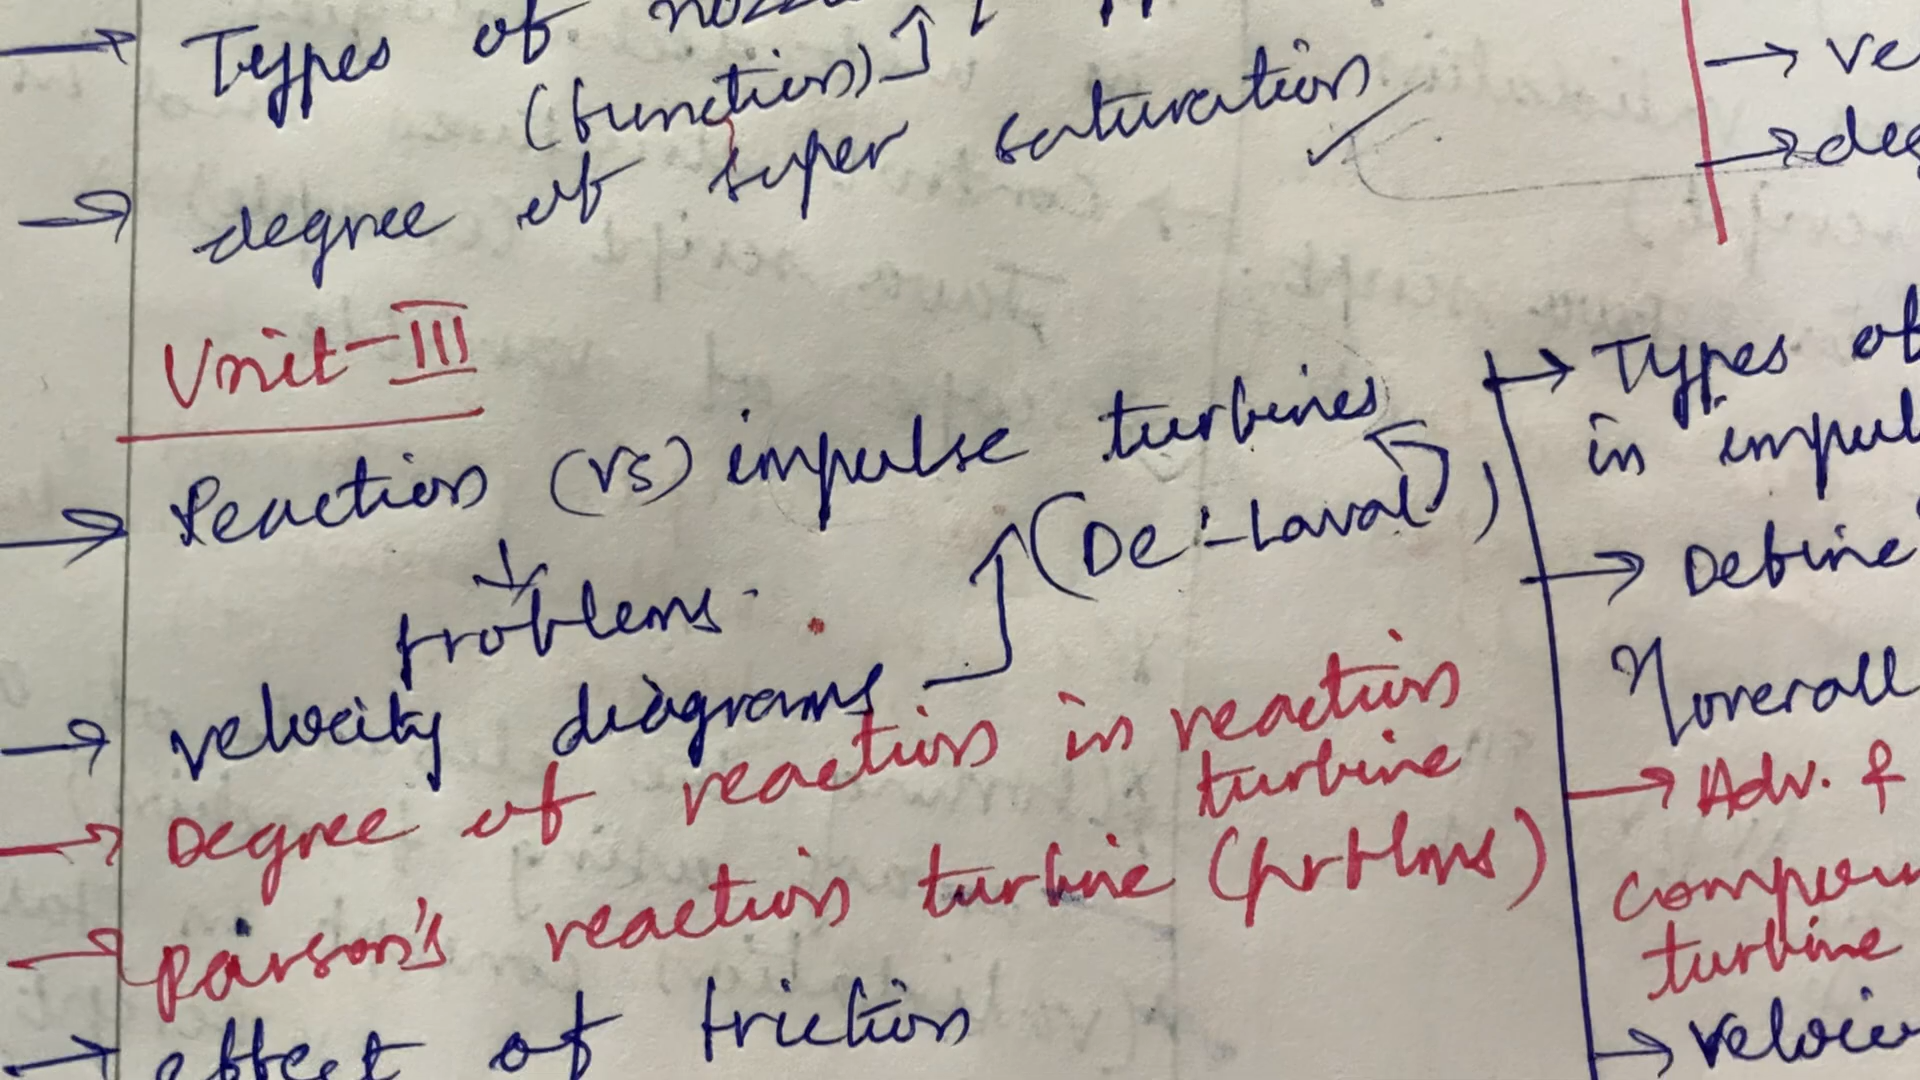 → Types of
(function)
→ degree of super saturation ✓
Unit-III
→ Reaction (vs) impulse turbines
(De-Laval)
↓
problems.
→ velocity diagrams
→ Degree of reaction in reaction
turbine
→ parson's reaction turbine (prblms)
→ effect of friction
→ ve
→ deg
→ Types of
in impul
→ Define
ηoverall
→ Adv. &
compoun
turbine
→ veloci